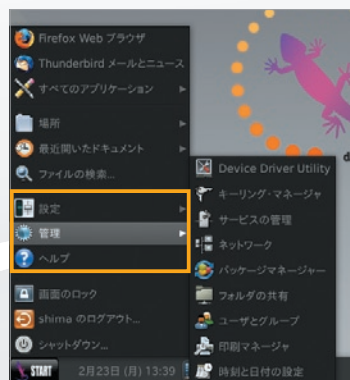 Firefox Web ブラウザ
Thunderbird メールとニュース
すべてのアプリケーション
場所
最近開いたドキュメント
ファイルの検索...
設定
管理
ヘルプ
画面のロック
shima のログアウト...
シャットダウン...
START 2月23日 (月) 13:39
Device Driver Utility
キーリング・マネージャ
サービスの管理
ネットワーク
パッケージマネージャー
フォルダの共有
ユーザとグループ
印刷マネージャ
時刻と日付の設定